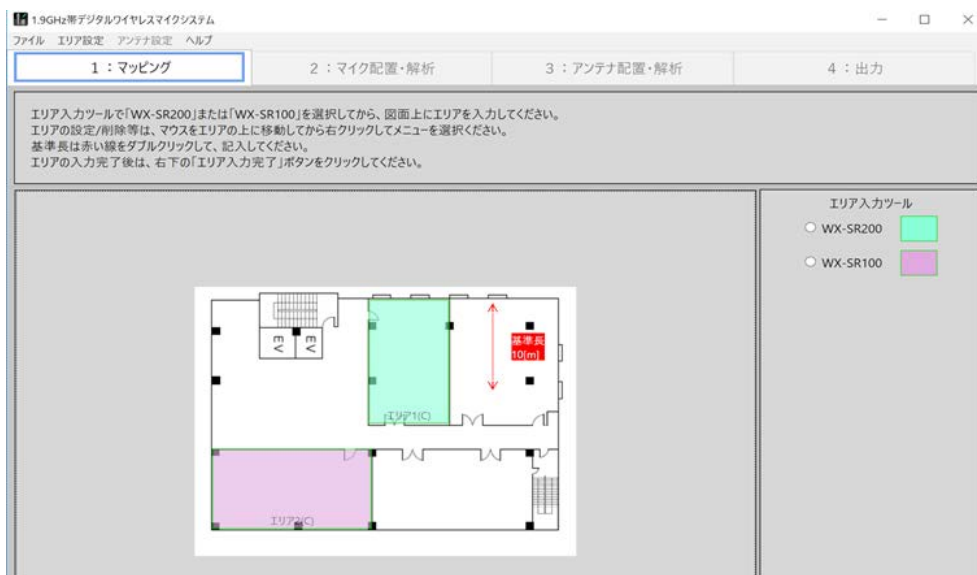 1.9GHz帯デジタルワイヤレスマイクシステム
ファイル エリア設定 アンテナ設定 ヘルプ
1：マッピング 2：マイク配置・解析 3：アンテナ配置・解析 4：出力
エリア入力ツールで「WX-SR200」または「WX-SR100」を選択してから、図面上にエリアを入力してください。
エリアの設定/削除等は、マウスをエリアの上に移動してから右クリックしてメニューを選択ください。
基準長は赤い線をダブルクリックして、記入してください。
エリアの入力完了後は、右下の「エリア入力完了」ボタンをクリックしてください。
エリア入力ツール
WX-SR200
WX-SR100
EV EV
基準長
10[m]
エリア1(C)
エリア2(C)